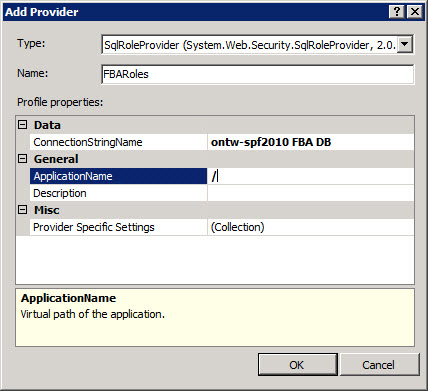 Add Provider
Type: SqlRoleProvider (System.Web.Security.SqlRoleProvider, 2.0.
Name: FBARoles
Profile properties:
Data
ConnectionStringName ontw-spf2010 FBA DB
General
ApplicationName /
Description
Misc
Provider Specific Settings (Collection)
ApplicationName
Virtual path of the application.
OK Cancel